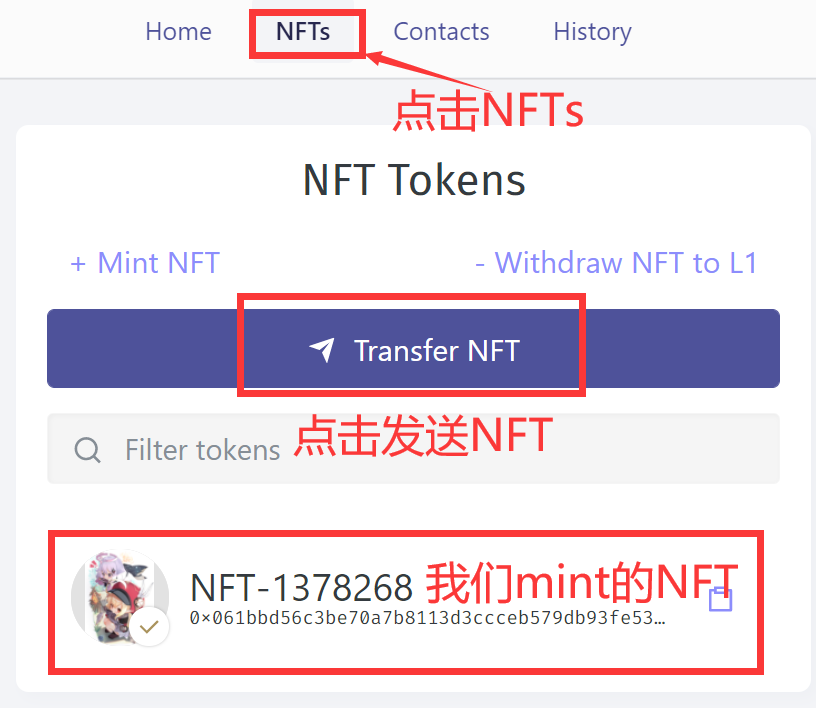 Home NFTs Contacts History
点击NFTs
NFT Tokens
+ Mint NFT - Withdraw NFT to L1
Transfer NFT
Filter tokens 点击发送NFT
NFT-1378268 我们mint的NFT
0x061bbd56c3be70a7b8113d3ccceb579db93fe53…